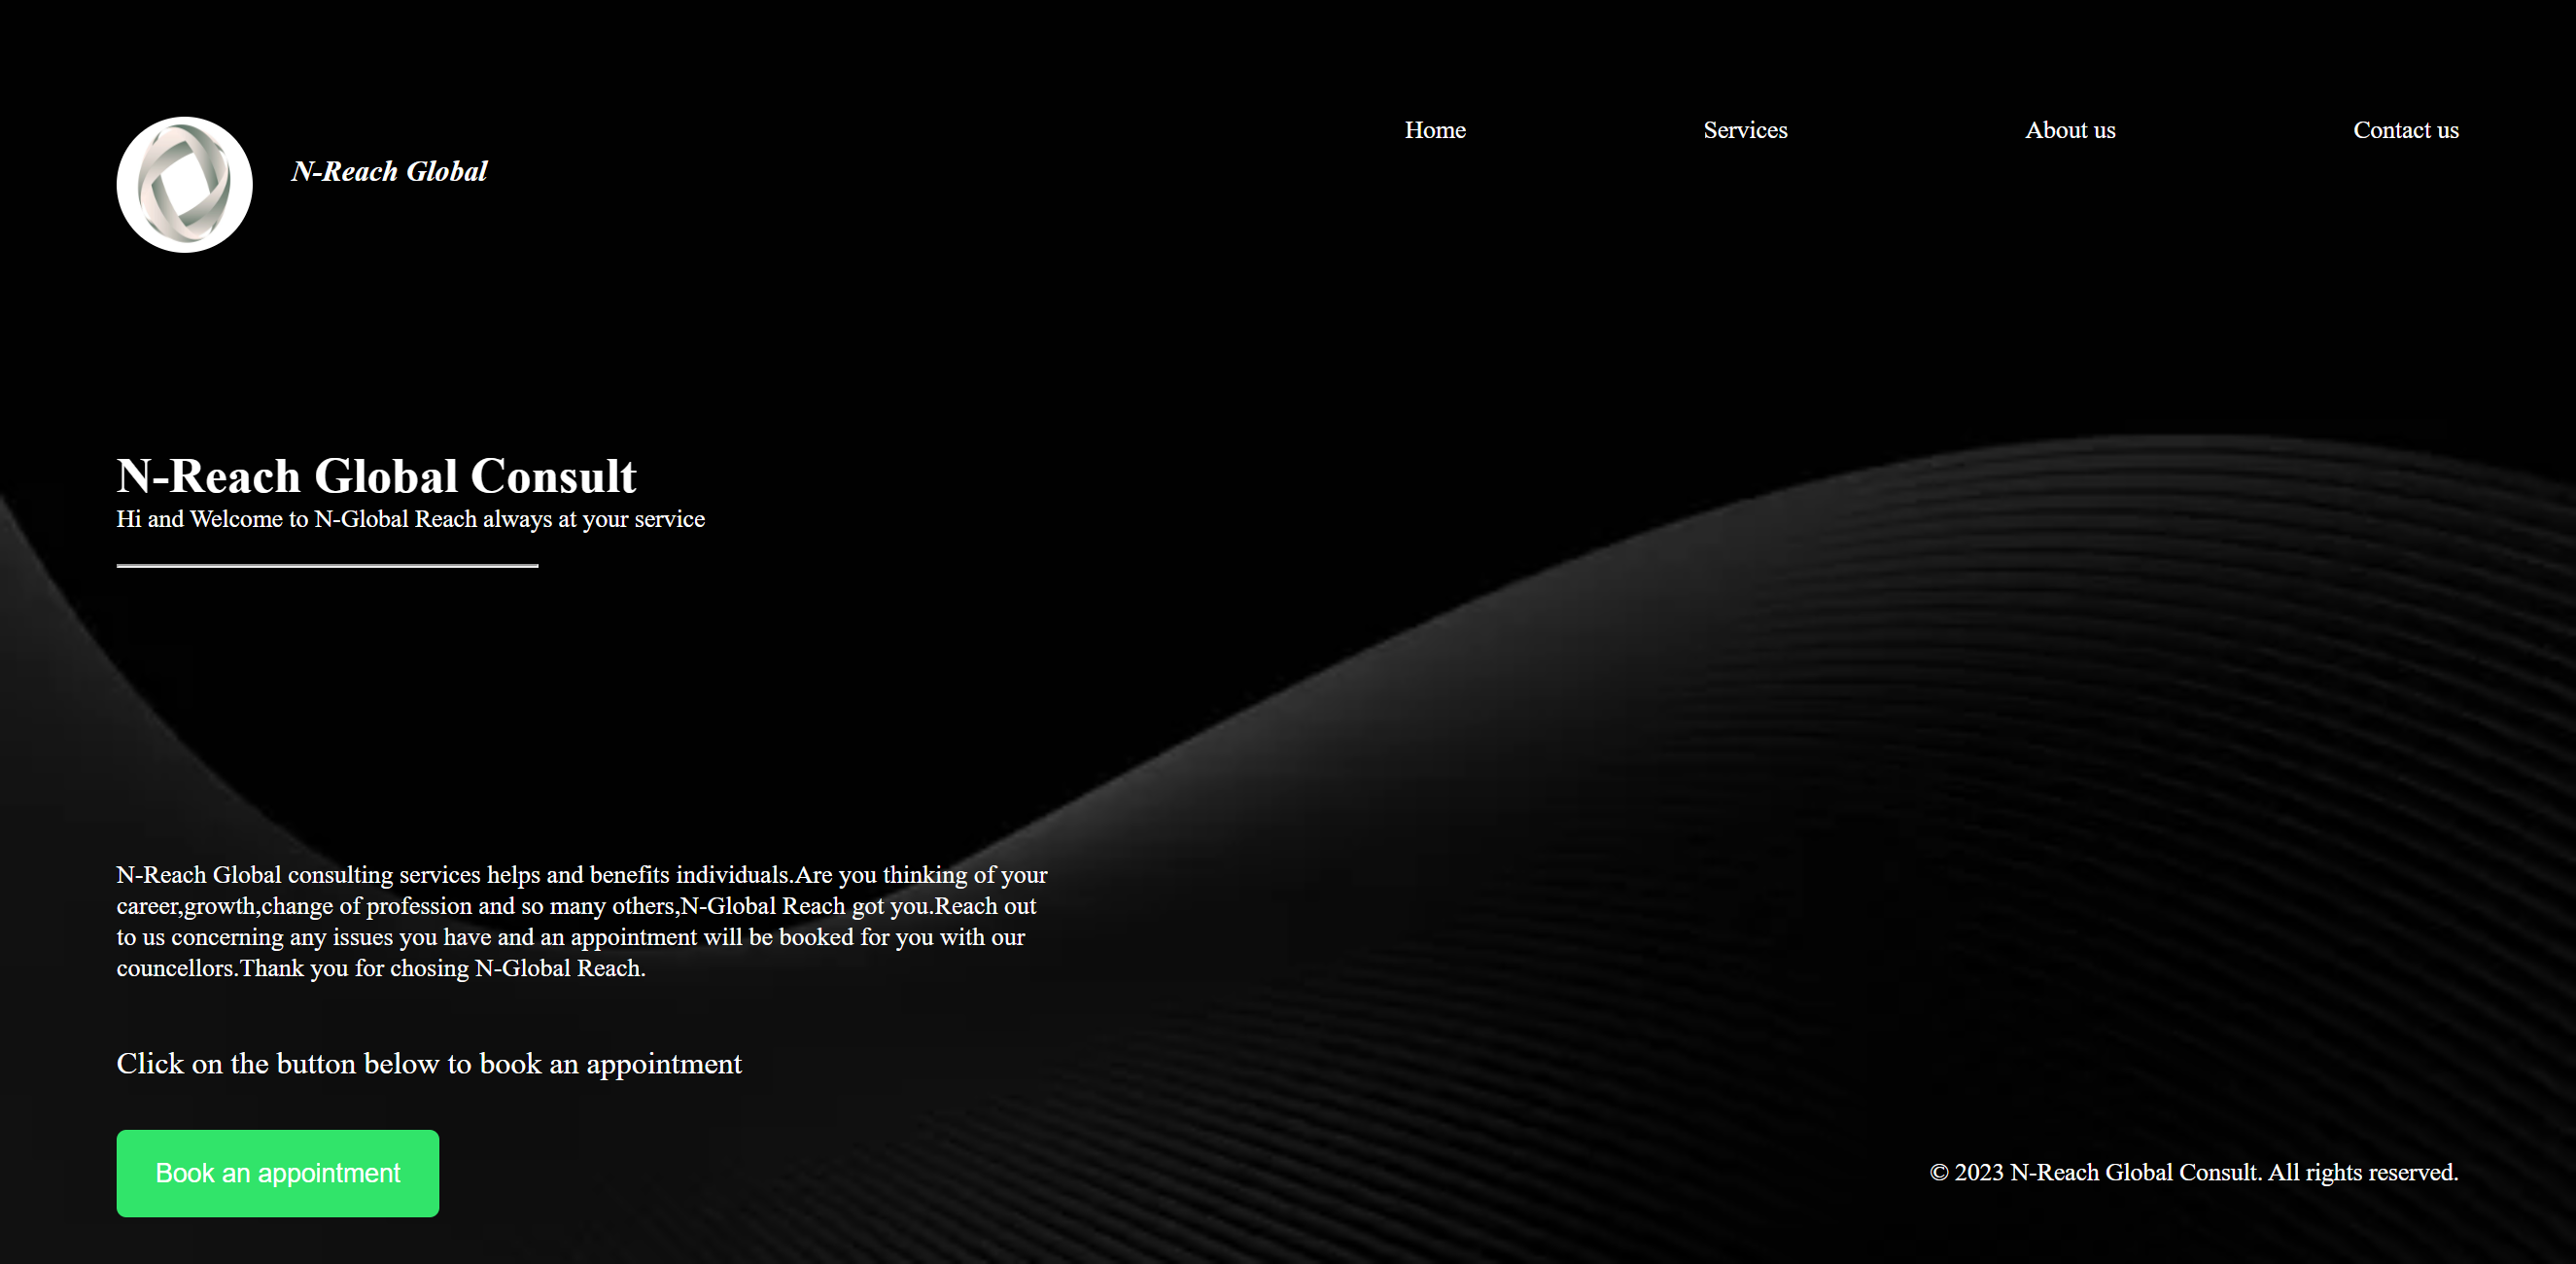 N-Reach Global
Home
Services
About us
Contact us
N-Reach Global Consult
Hi and Welcome to N-Global Reach always at your service
N-Reach Global consulting services helps and benefits individuals.Are you thinking of your
career,growth,change of profession and so many others,N-Global Reach got you.Reach out
to us concerning any issues you have and an appointment will be booked for you with our
councellors.Thank you for chosing N-Global Reach.
Click on the button below to book an appointment
Book an appointment
© 2023 N-Reach Global Consult. All rights reserved.